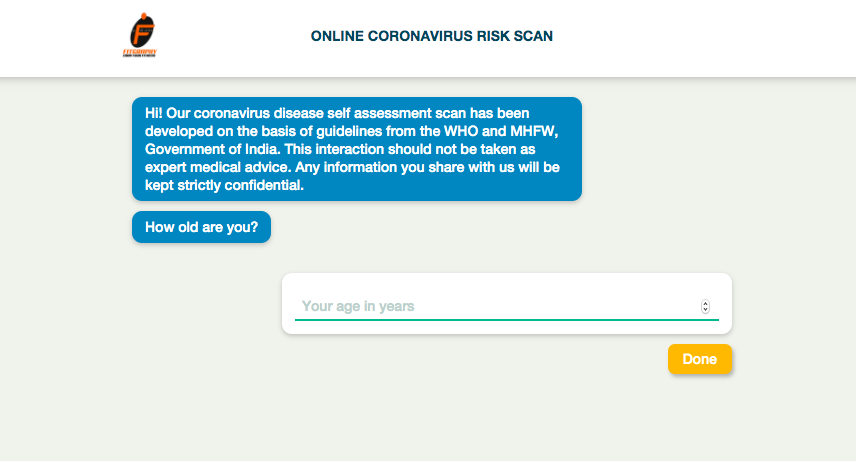 ONLINE CORONAVIRUS RISK SCAN
Hi! Our coronavirus disease self assessment scan has been
developed on the basis of guidelines from the WHO and MHFW,
Government of India. This interaction should not be taken as
expert medical advice. Any information you share with us will be
kept strictly confidential.
How old are you?
Your age in years
Done